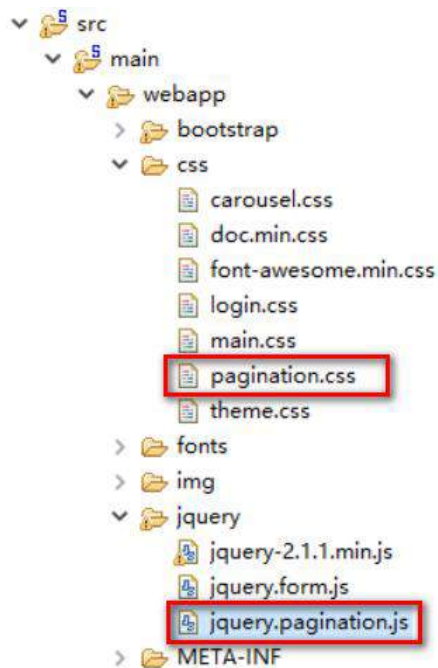 src
main
webapp
bootstrap
css
carousel.css
doc.min.css
font-awesome.min.css
login.css
main.css
pagination.css
theme.css
fonts
img
jquery
jquery-2.1.1.min.js
jquery.form.js
jquery.pagination.js
META-INF